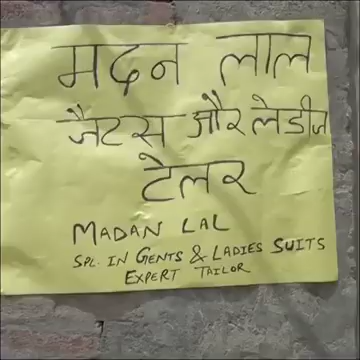 मदन लाल
जैंटस और लेडीज
टेलर
MADAN LAL
SPL. IN GENTS & LADIES SUITS
EXPERT TAILOR